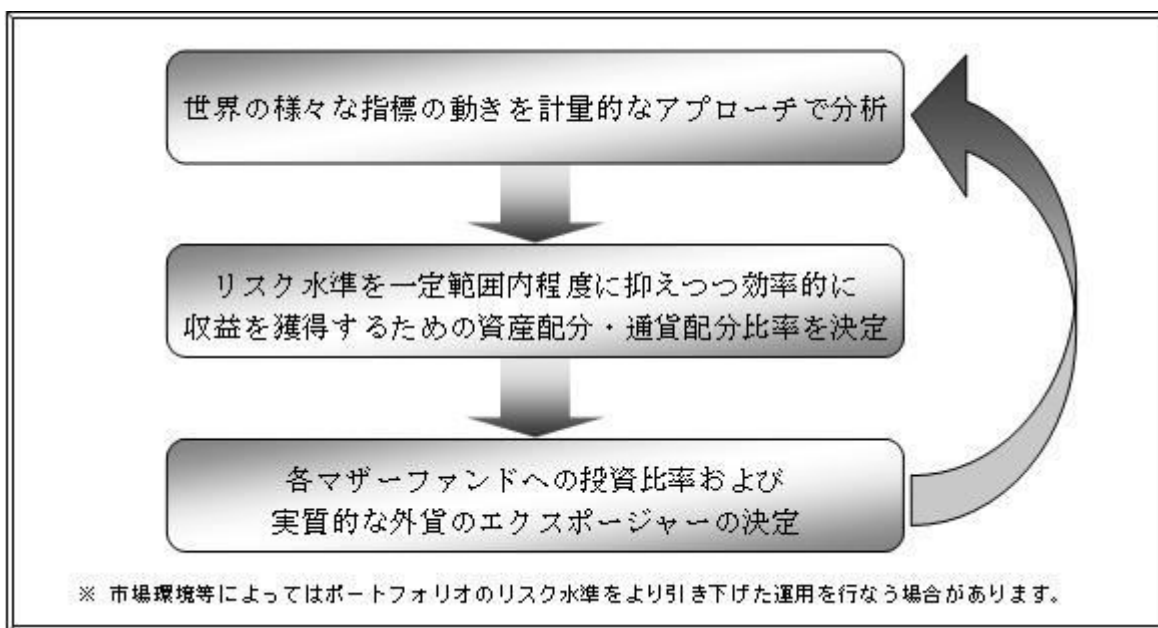 世界の様々な指標の動きを計量的なアプローチで分析
リスク水準を一定範囲内程度に抑えつつ効率的に
収益を獲得するための資産配分・通貨配分比率を決定
各マザーファンドへの投資比率および
実質的な外貨のエクスポージャーの決定
※ 市場環境等によってはポートフォリオのリスク水準をより引き下げた運用を行なう場合があります。